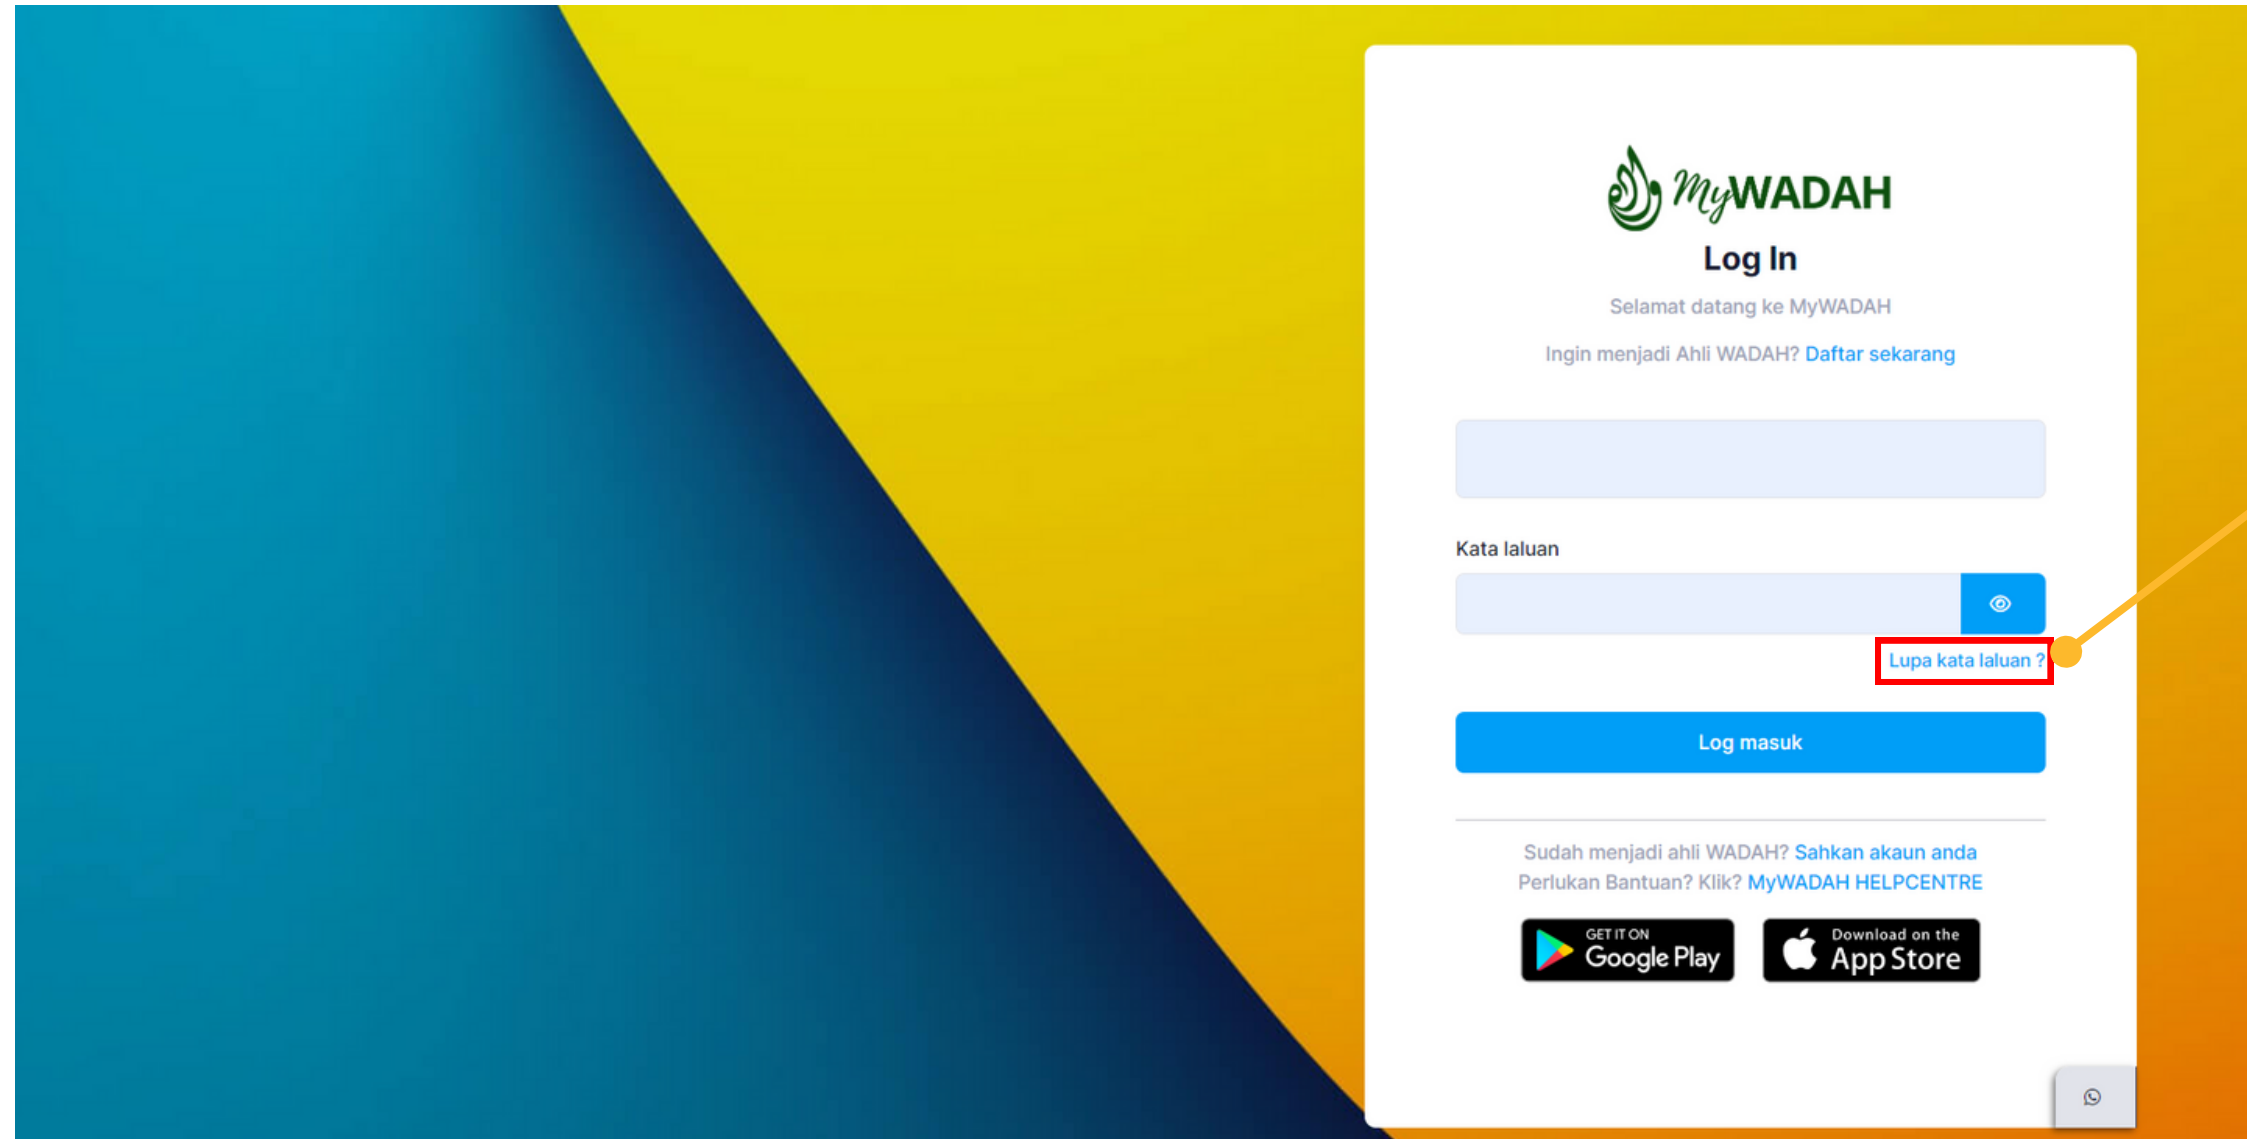 MyWADAH
Log In
Selamat datang ke MyWADAH
Ingin menjadi Ahli WADAH? Daftar sekarang
Kata laluan
Lupa kata laluan ?
Log masuk
Sudah menjadi ahli WADAH? Sahkan akaun anda
Perlukan Bantuan? Klik? MyWADAH HELPCENTRE
GET IT ON
Google Play
Download on the
App Store